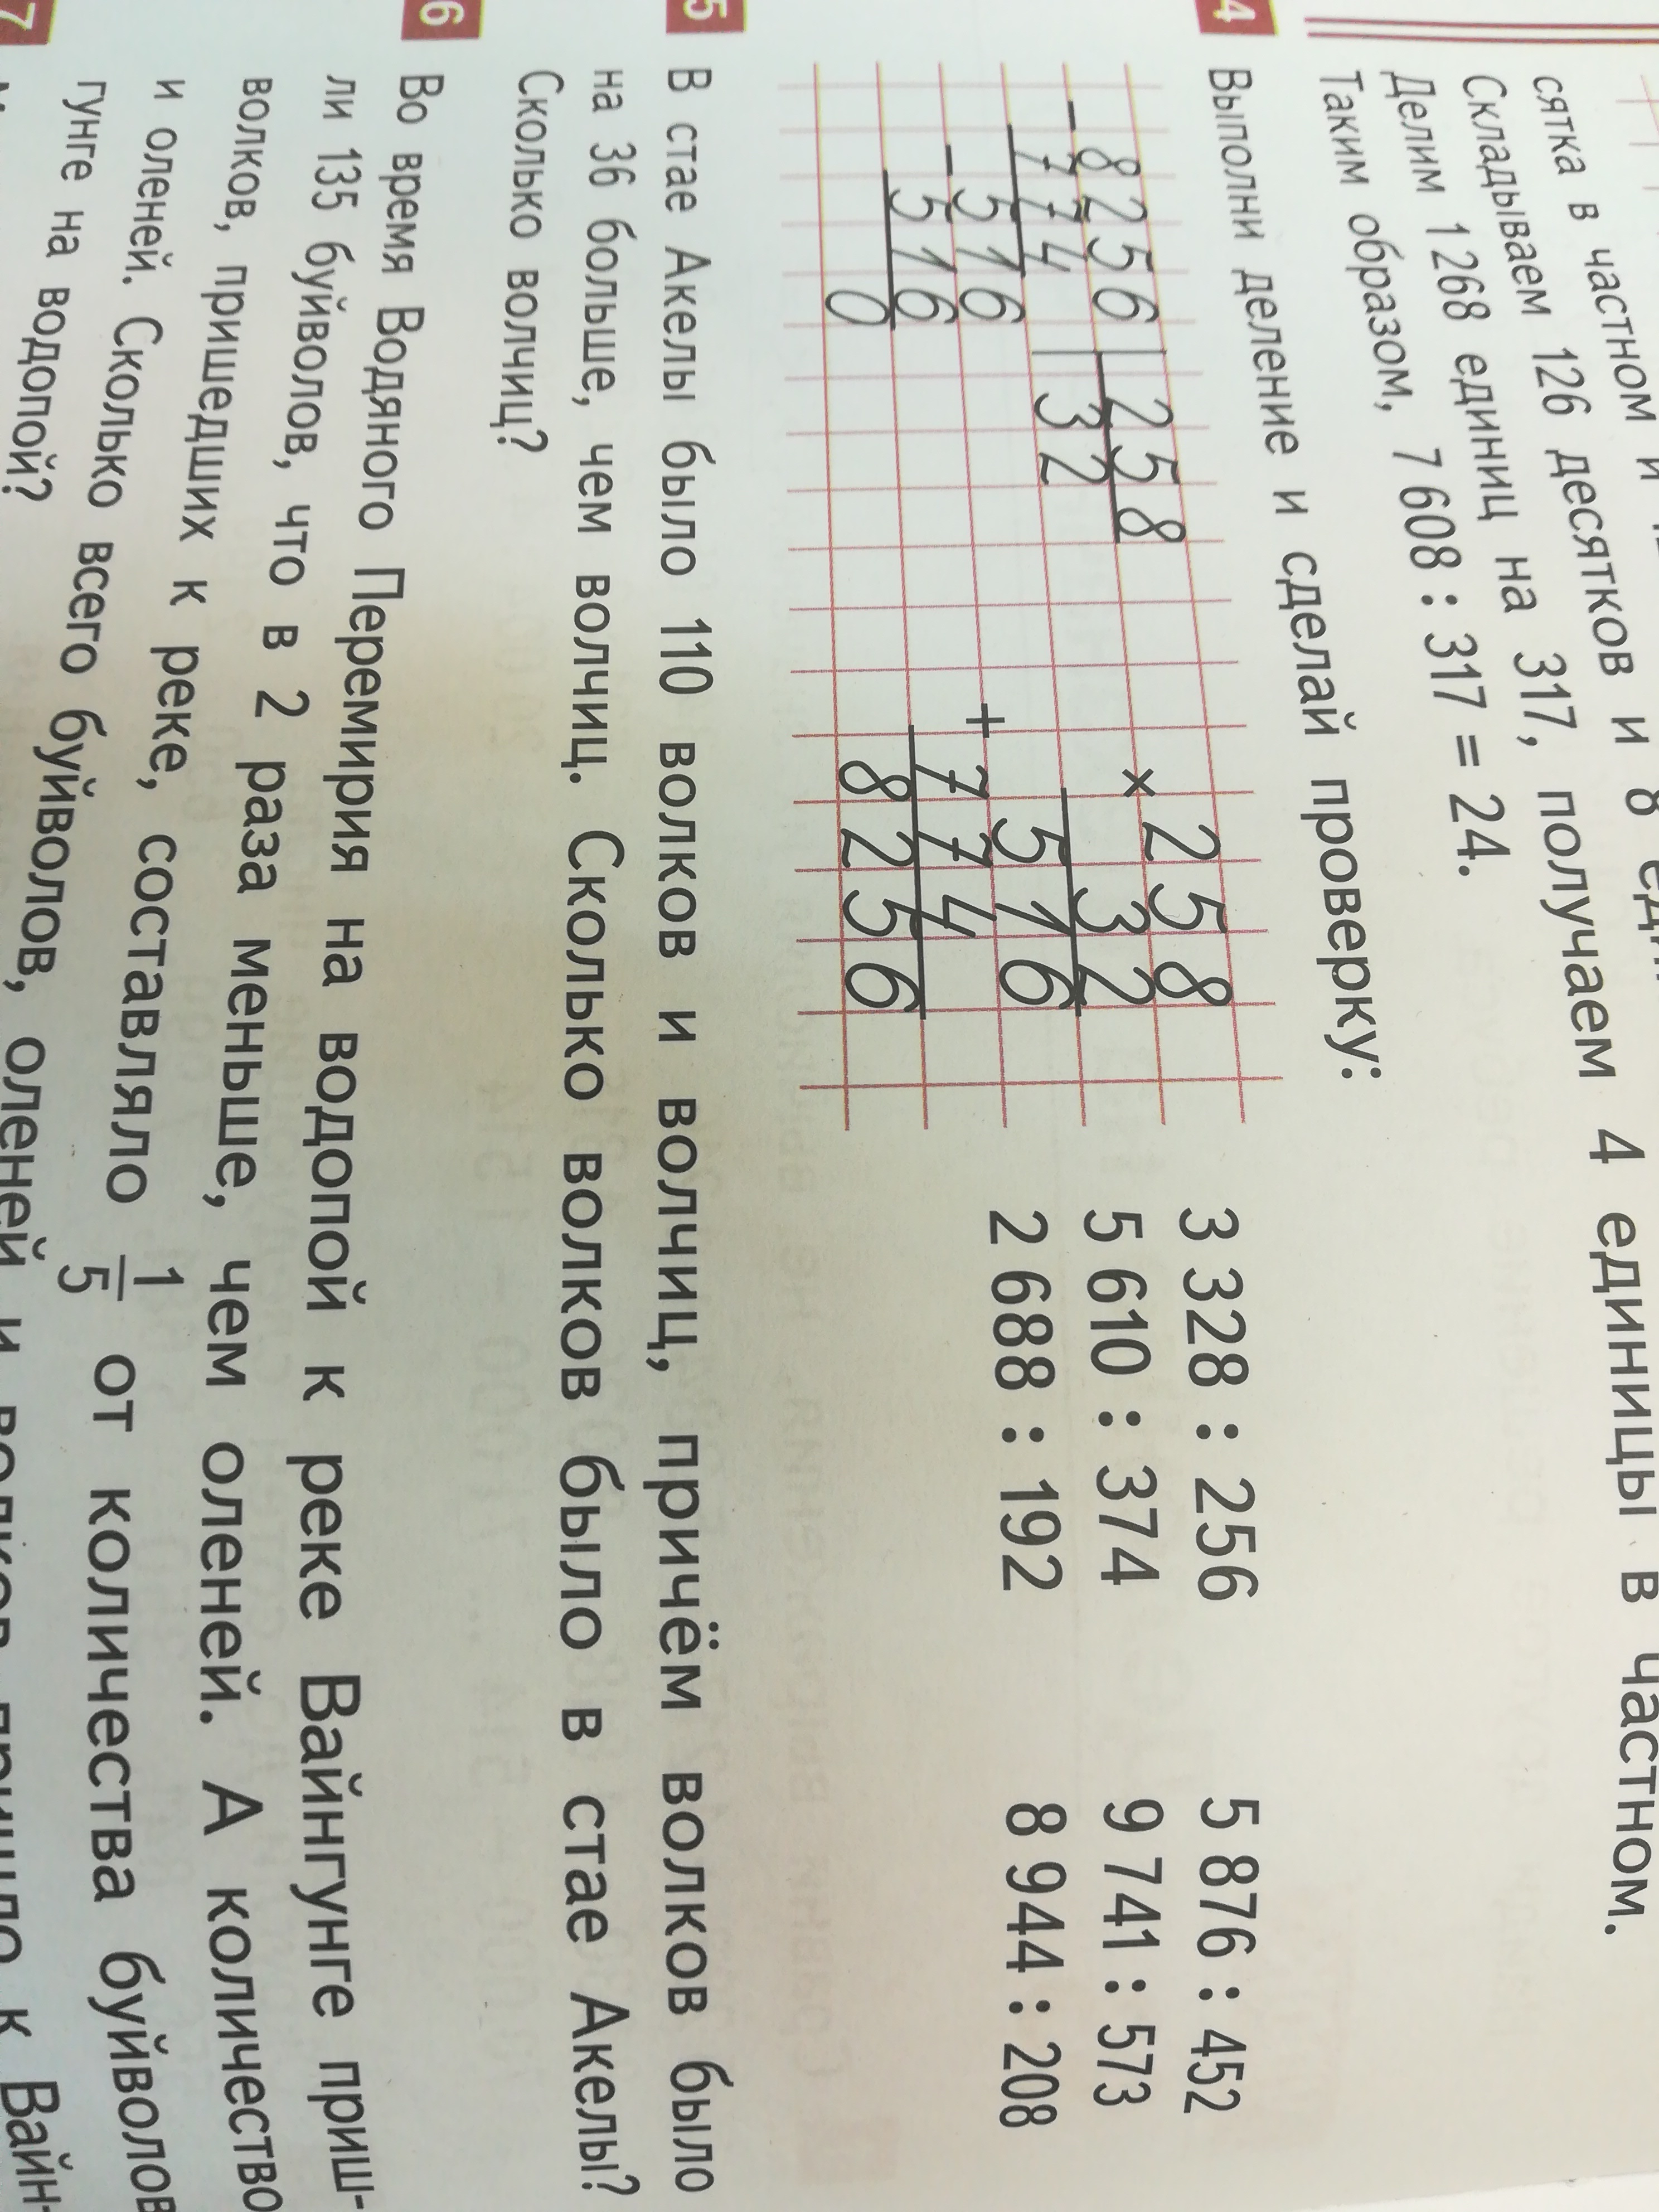 сятка в частном и
Складываем 126 десятков и 8 един
Делим 1268 единиц на 317, получаем 4 единицы в частном.
Таким образом, 7 608 : 317 = 24.
4 Выполни деление и сделай проверку:
8256 | 258 × 258 3 328 : 256 5 876 : 452
- 774 32 32 5 610 : 374 9 741 : 573
516 516 2 688 : 192 8 944 : 208
- 516 + 774
0 8256
5 В стае Акелы было 110 волков и волчиц, причём волков было
на 36 больше, чем волчиц. Сколько волков было в стае Акелы?
Сколько волчиц?
6 Во время Водяного Перемирия на водопой к реке Вайнгунге приш-
ли 135 буйволов, что в 2 раза меньше, чем оленей. А количество
волков, пришедших к реке, составляло 1/5 от количества буйволов
и оленей. Сколько всего буйволов, оленей и волков пришло к Вайн-
гунге на водопой?
7